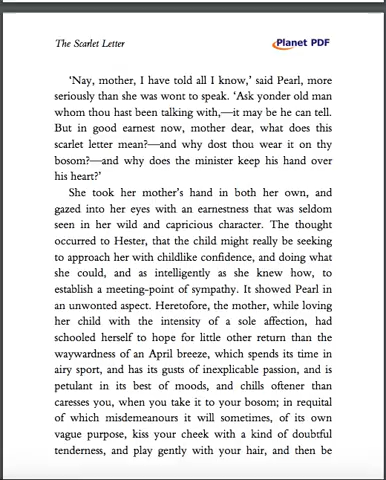 The Scarlet Letter
Planet PDF
‘Nay, mother, I have told all I know,’ said Pearl, more
seriously than she was wont to speak. ‘Ask yonder old man
whom thou hast been talking with,—it may be he can tell.
But in good earnest now, mother dear, what does this
scarlet letter mean?—and why dost thou wear it on thy
bosom?—and why does the minister keep his hand over
his heart?’
She took her mother’s hand in both her own, and
gazed into her eyes with an earnestness that was seldom
seen in her wild and capricious character. The thought
occurred to Hester, that the child might really be seeking
to approach her with childlike confidence, and doing what
she could, and as intelligently as she knew how, to
establish a meeting-point of sympathy. It showed Pearl in
an unwonted aspect. Heretofore, the mother, while loving
her child with the intensity of a sole affection, had
schooled herself to hope for little other return than the
waywardness of an April breeze, which spends its time in
airy sport, and has its gusts of inexplicable passion, and is
petulant in its best of moods, and chills oftener than
caresses you, when you take it to your bosom; in requital
of which misdemeanours it will sometimes, of its own
vague purpose, kiss your cheek with a kind of doubtful
tenderness, and play gently with your hair, and then be